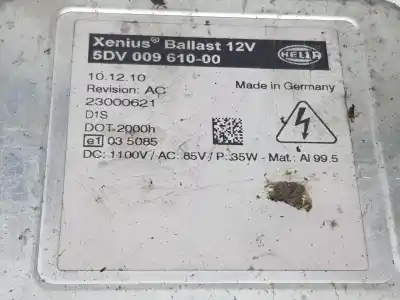 Xenius® Ballast 12V
5DV 009 610-00
HELLA
10.12.10
Made in Germany
Revision: AC
23000621
D1S
DOT-2000h
e1 03 5085
DC: 1100V / AC: 85V / P: 35W - Mat.: Al 99.5